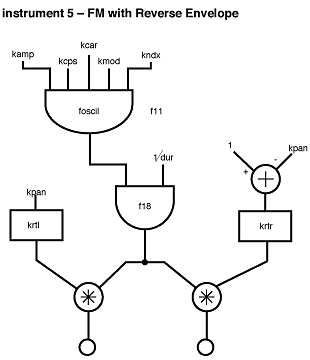 instrument 5 – FM with Reverse Envelope
kcar
kamp
kcps
kmod
kndx
foscil
f11
1/dur
1
kpan
-
+
+
kpan
f18
krtl
krtr